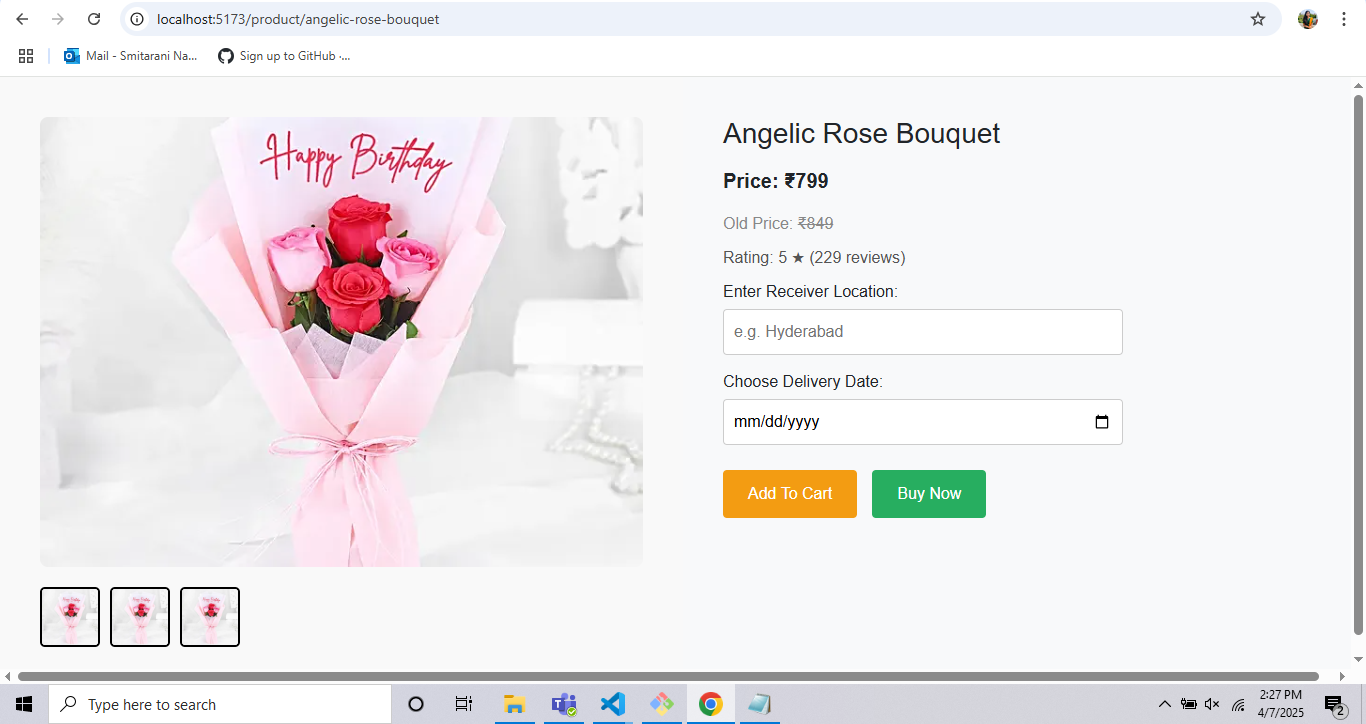 localhost:5173/product/angelic-rose-bouquet
Mail - Smitarani Na...
Sign up to GitHub ·...
Happy Birthday
Angelic Rose Bouquet
Price: ₹799
Old Price: ₹849
Rating: 5 ★ (229 reviews)
Enter Receiver Location:
e.g. Hyderabad
Choose Delivery Date:
mm/dd/yyyy
Add To Cart
Buy Now
Type here to search
2:27 PM
4/7/2025
2